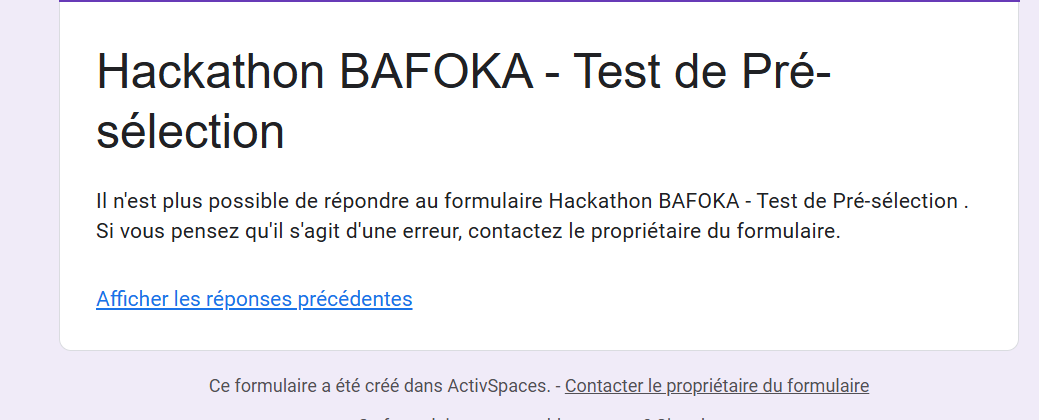 Hackathon BAFOKA - Test de Pré-
sélection
Il n'est plus possible de répondre au formulaire Hackathon BAFOKA - Test de Pré-sélection .
Si vous pensez qu'il s'agit d'une erreur, contactez le propriétaire du formulaire.
Afficher les réponses précédentes
Ce formulaire a été créé dans ActivSpaces. - Contacter le propriétaire du formulaire